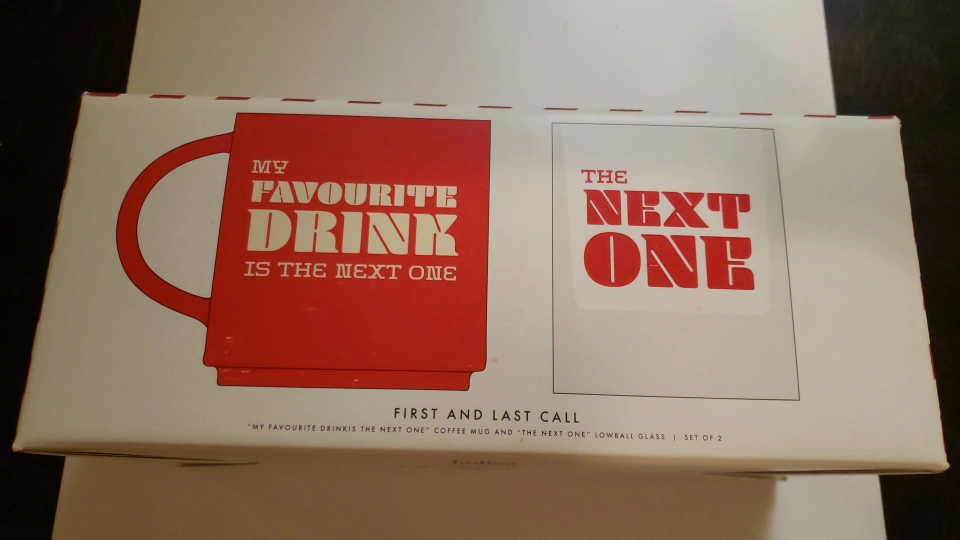 MY
FAVOURITE
DRINK
IS THE NEXT ONE
THE
NEXT
ONE
FIRST AND LAST CALL
"MY FAVOURITE DRINKIS THE NEXT ONE" COFFEE MUG AND "THE NEXT ONE" LOWBALL GLASS | SET OF 2